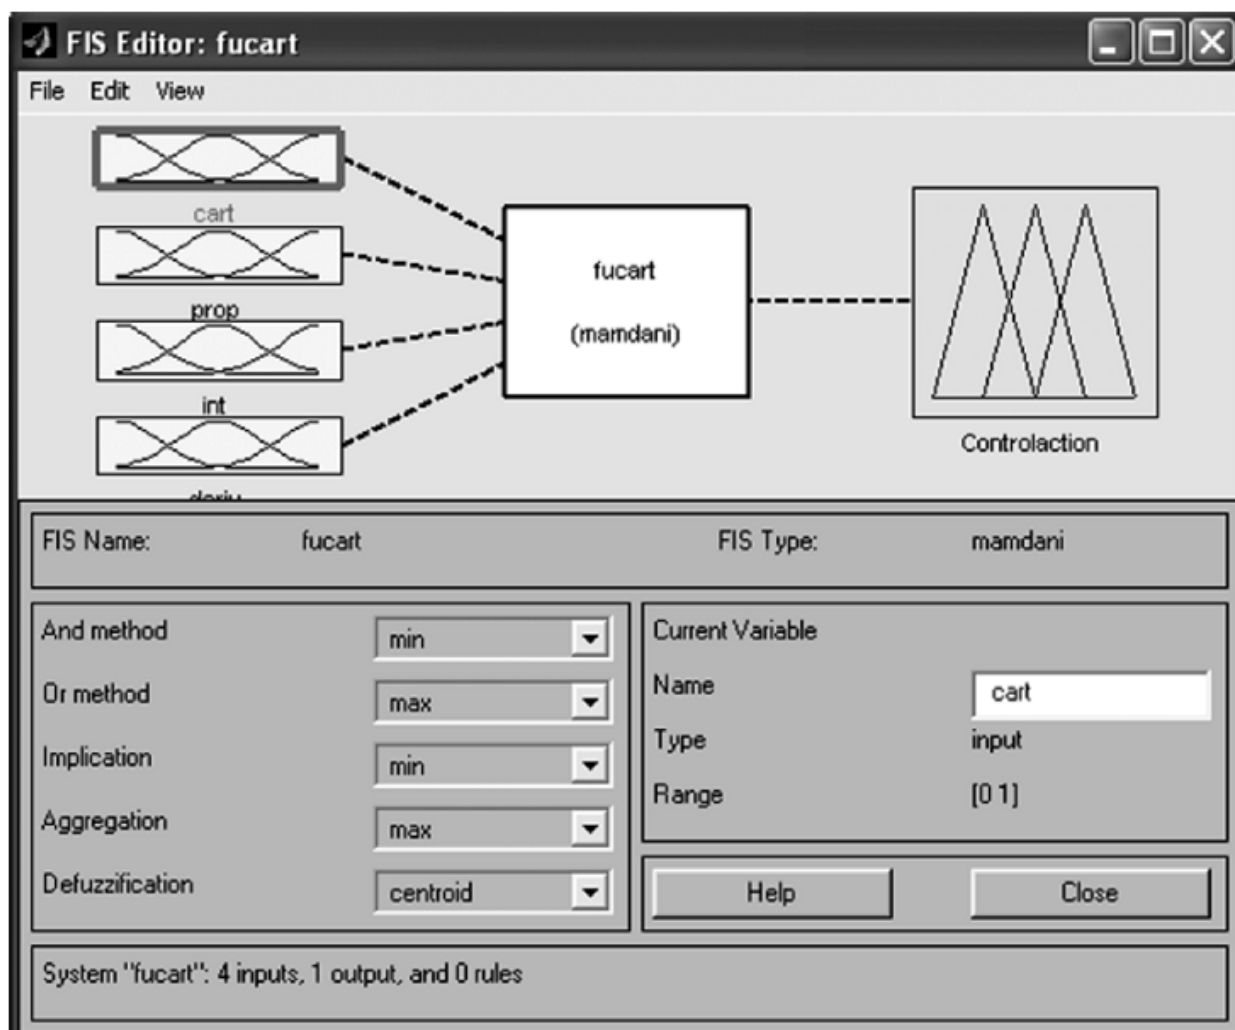 FIS Editor: fucart
File Edit View
cart
prop
int
fucart
(mamdani)
Controlaction
FIS Name: fucart FIS Type: mamdani
And method min
Or method max
Implication min
Aggregation max
Defuzzification centroid
Current Variable
Name cart
Type input
Range [0 1]
Help Close
System "fucart": 4 inputs, 1 output, and 0 rules